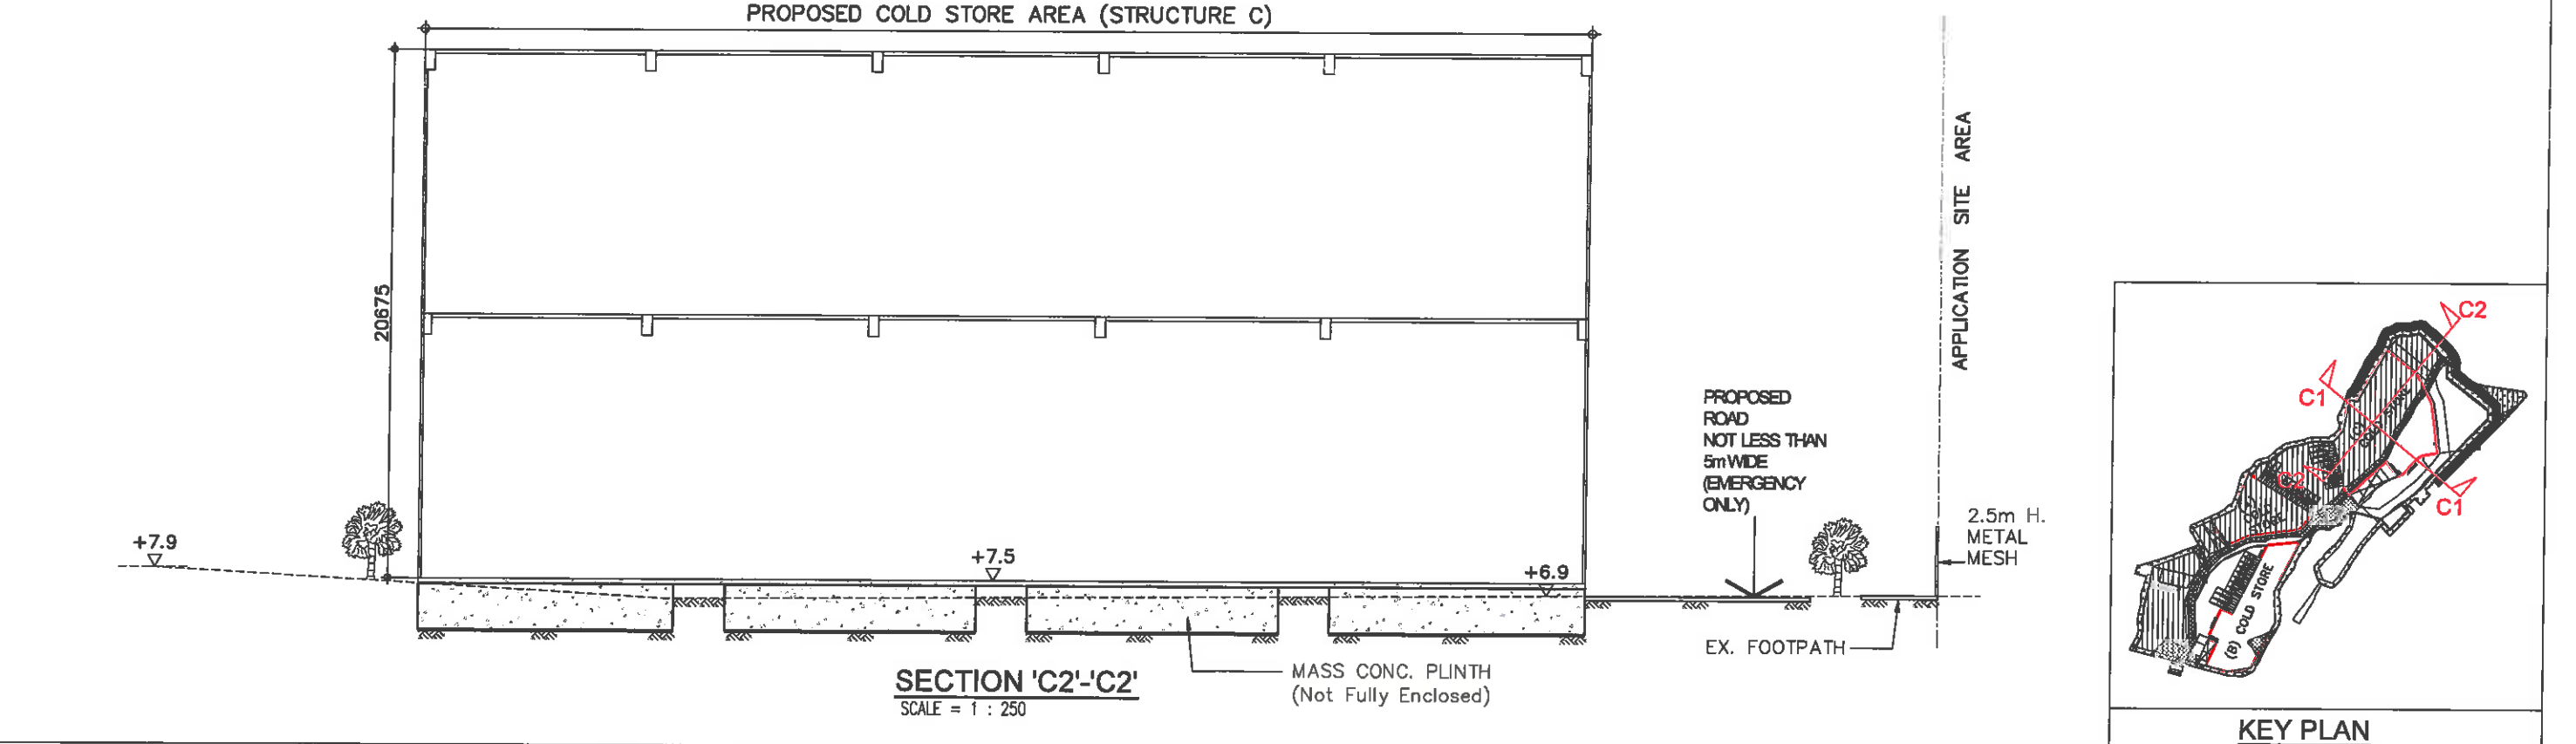 PROPOSED COLD STORE AREA (STRUCTURE C)
20675
+7.9
+7.5
+6.9
PROPOSED
ROAD
NOT LESS THAN
5m WIDE
(EMERGENCY
ONLY)
APPLICATION SITE AREA
2.5m H.
METAL
MESH
EX. FOOTPATH
MASS CONC. PLINTH
(Not Fully Enclosed)
SECTION 'C2'-'C2'
SCALE = 1 : 250
C2
C1
C2
C1
COLD
STORE
(B) COLD STORE
KEY PLAN